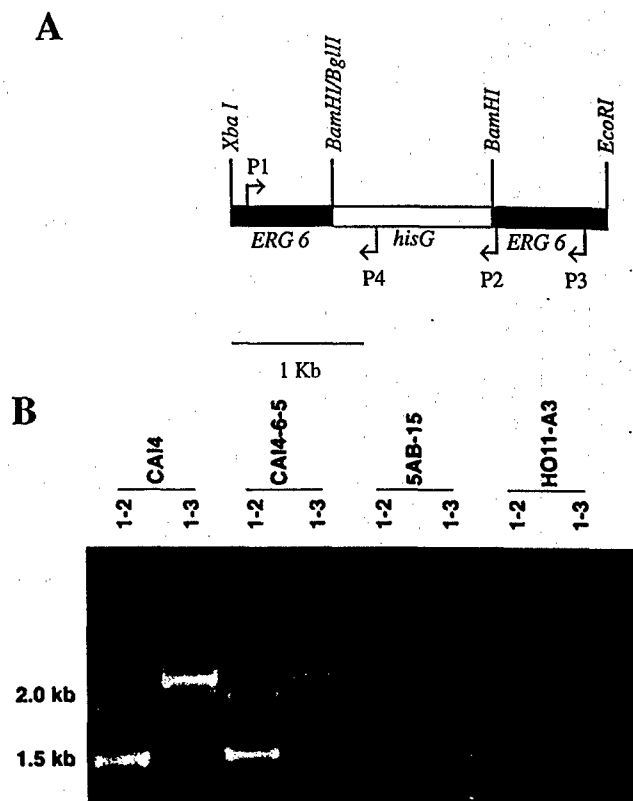 A
Xba I
BamHI/BglII
BamHI
EcoRI
P1
ERG 6
hisG
ERG 6
P4
P2
P3
1 Kb
B
CAI4
CAI4-6-5
5AB-15
HO11-A3
1-2
1-3
1-2
1-3
1-2
1-3
1-2
1-3
2.0 kb
1.5 kb